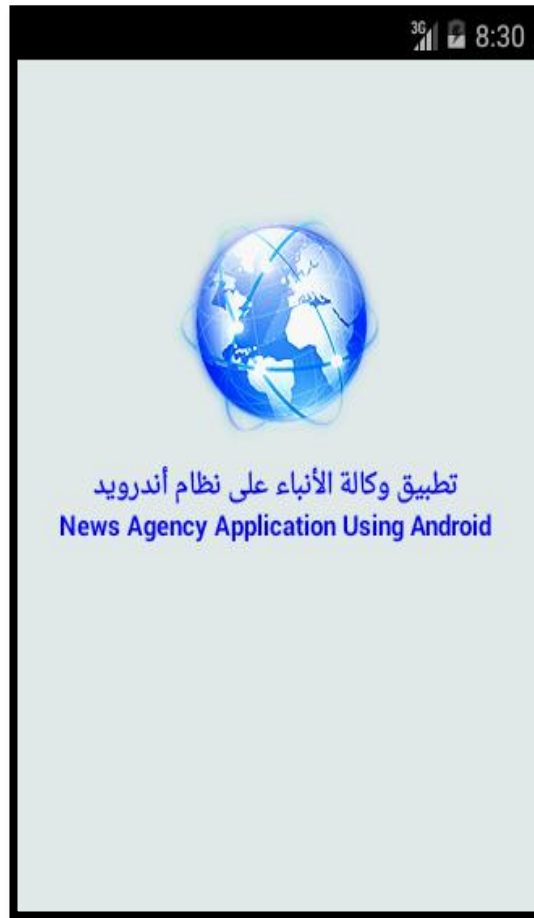 3G 8:30
تطبيق وكالة الأنباء على نظام أندرويد
News Agency Application Using Android